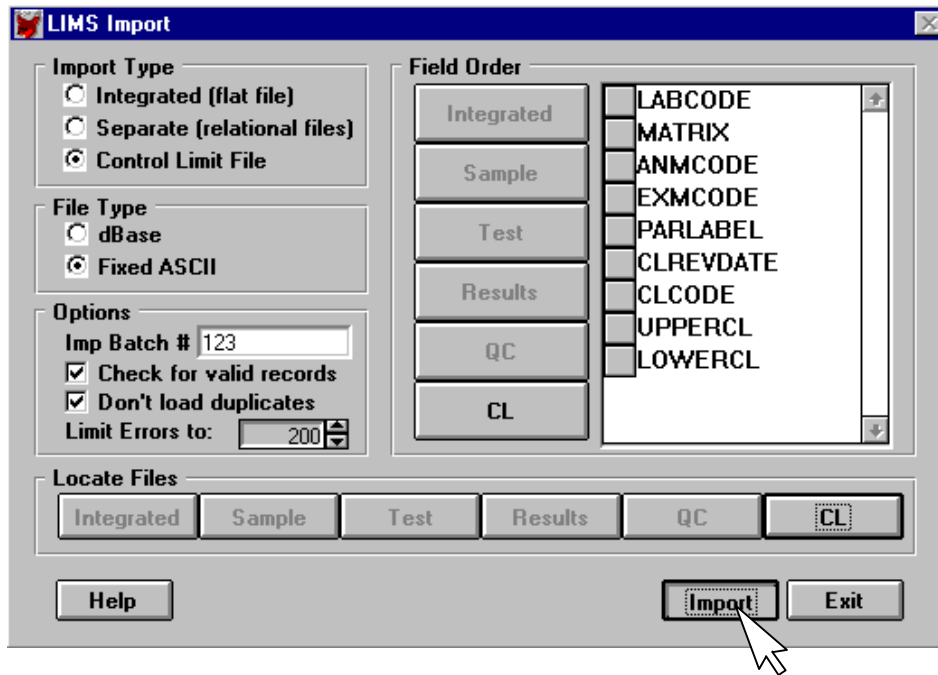 LIMS Import
Import Type
Integrated (flat file)
Separate (relational files)
Control Limit File
File Type
dBase
Fixed ASCII
Options
Imp Batch # 123
Check for valid records
Don't load duplicates
Limit Errors to: 200
Field Order
Integrated
Sample
Test
Results
QC
CL
LABCODE
MATRIX
ANMCODE
EXMCODE
PARLABEL
CLREVDATE
CLCODE
UPPERCL
LOWERCL
Locate Files
Integrated Sample Test Results QC CL
Help Import Exit